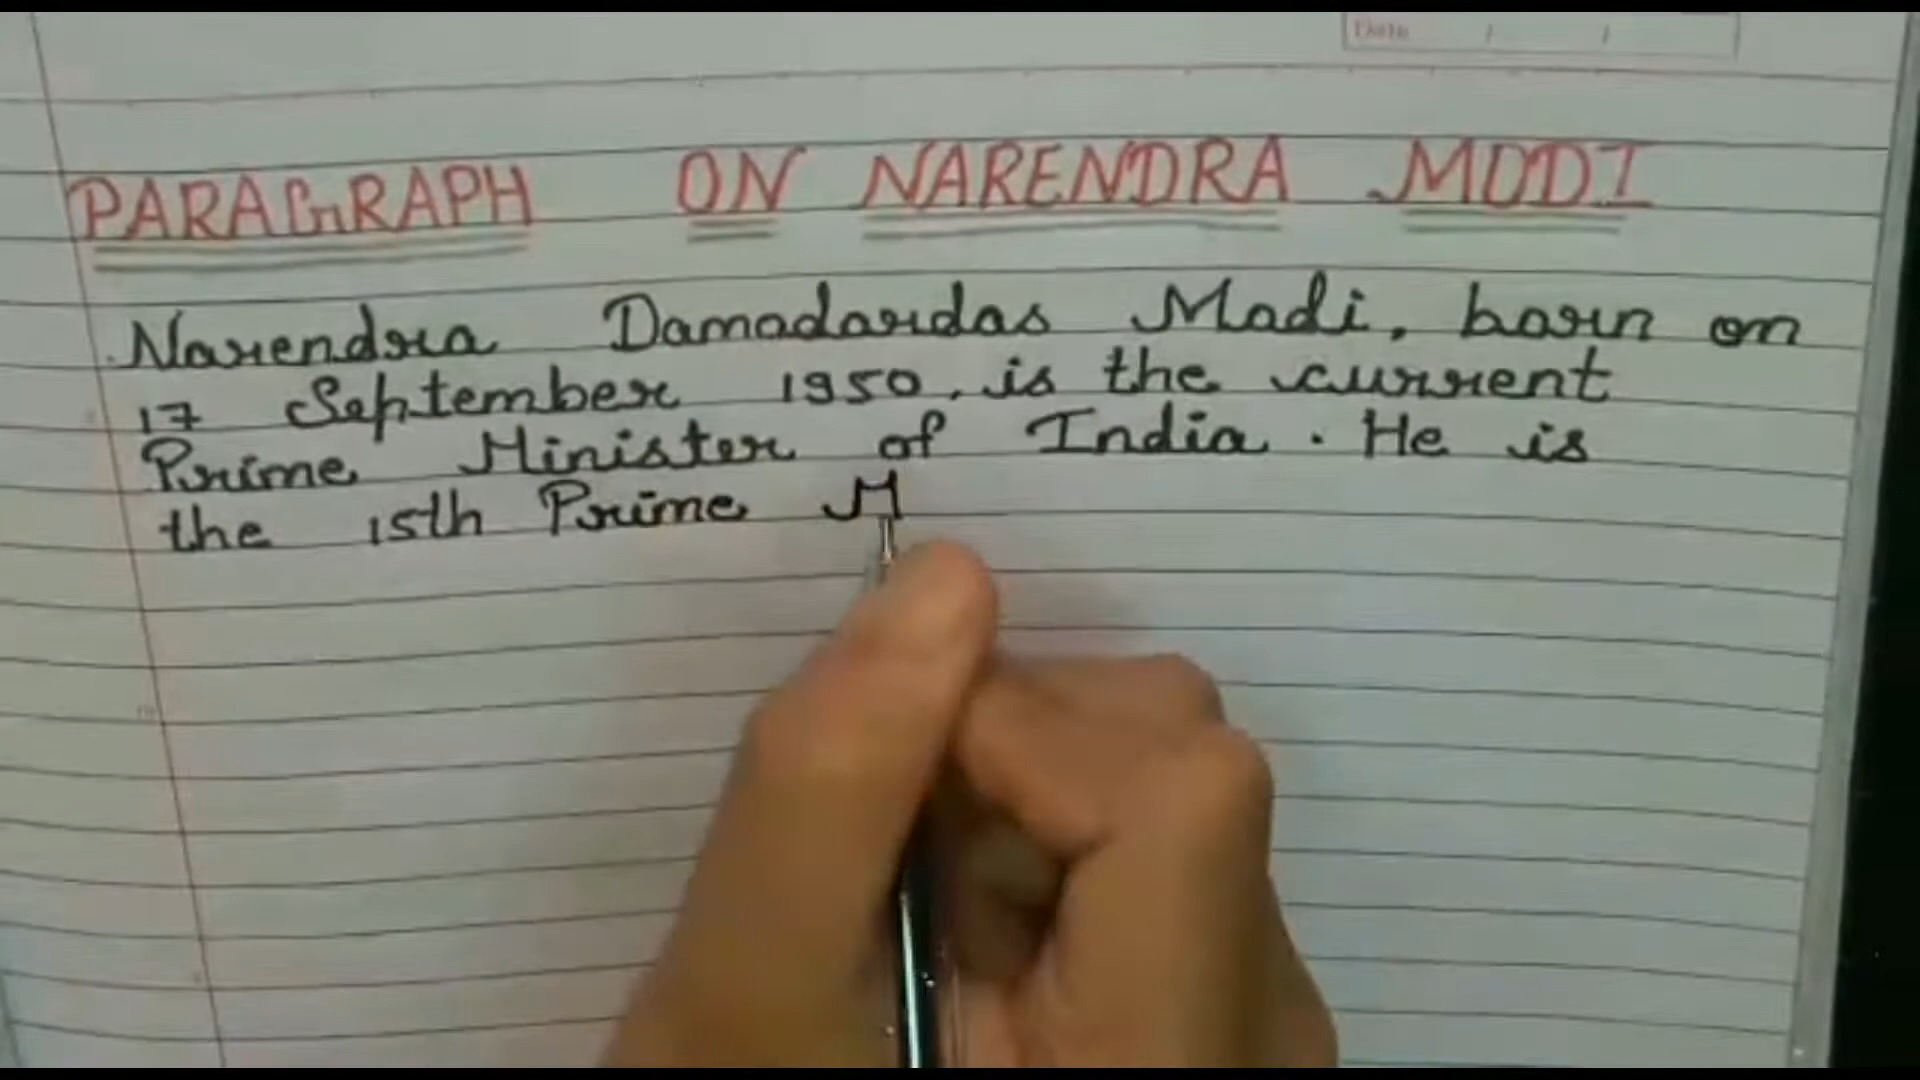 Date / /
PARAGRAPH ON NARENDRA MODI
Narendra Damodardas Modi, born on
17 September 1950, is the current
Prime Minister of India. He is
the 15th Prime M